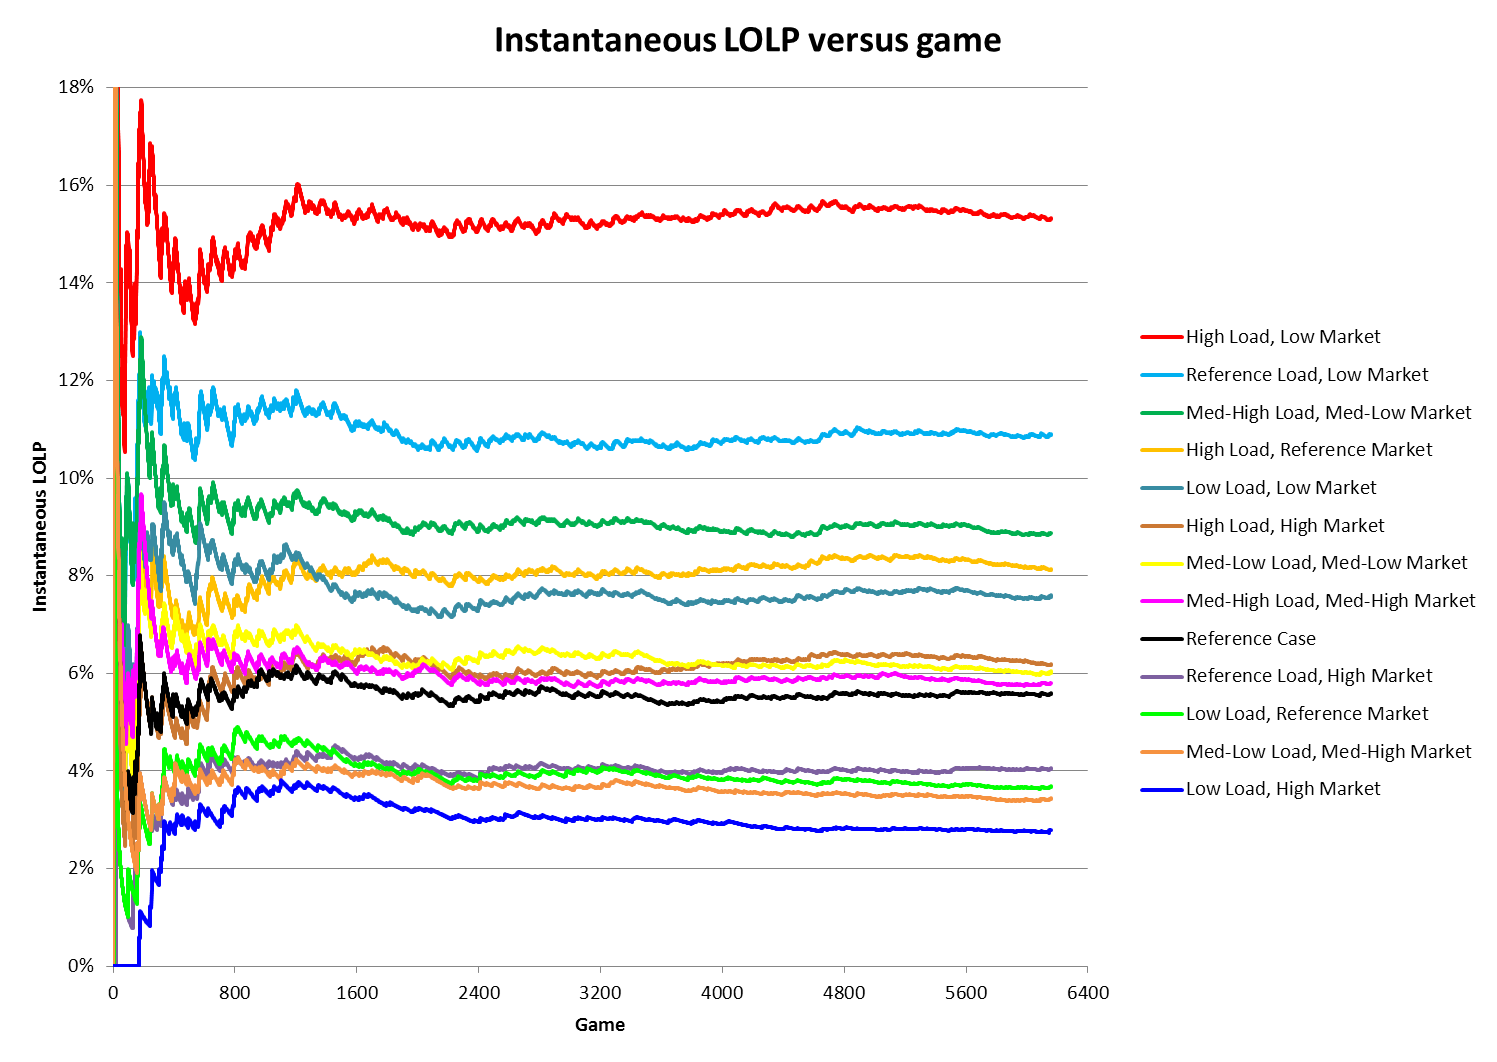 Instantaneous LOLP versus game
18%
16%
14%
12%
10%
8%
6%
4%
2%
0%
Instantaneous LOLP
0 800 1600 2400 3200 4000 4800 5600 6400
Game
High Load, Low Market
Reference Load, Low Market
Med-High Load, Med-Low Market
High Load, Reference Market
Low Load, Low Market
High Load, High Market
Med-Low Load, Med-Low Market
Med-High Load, Med-High Market
Reference Case
Reference Load, High Market
Low Load, Reference Market
Med-Low Load, Med-High Market
Low Load, High Market